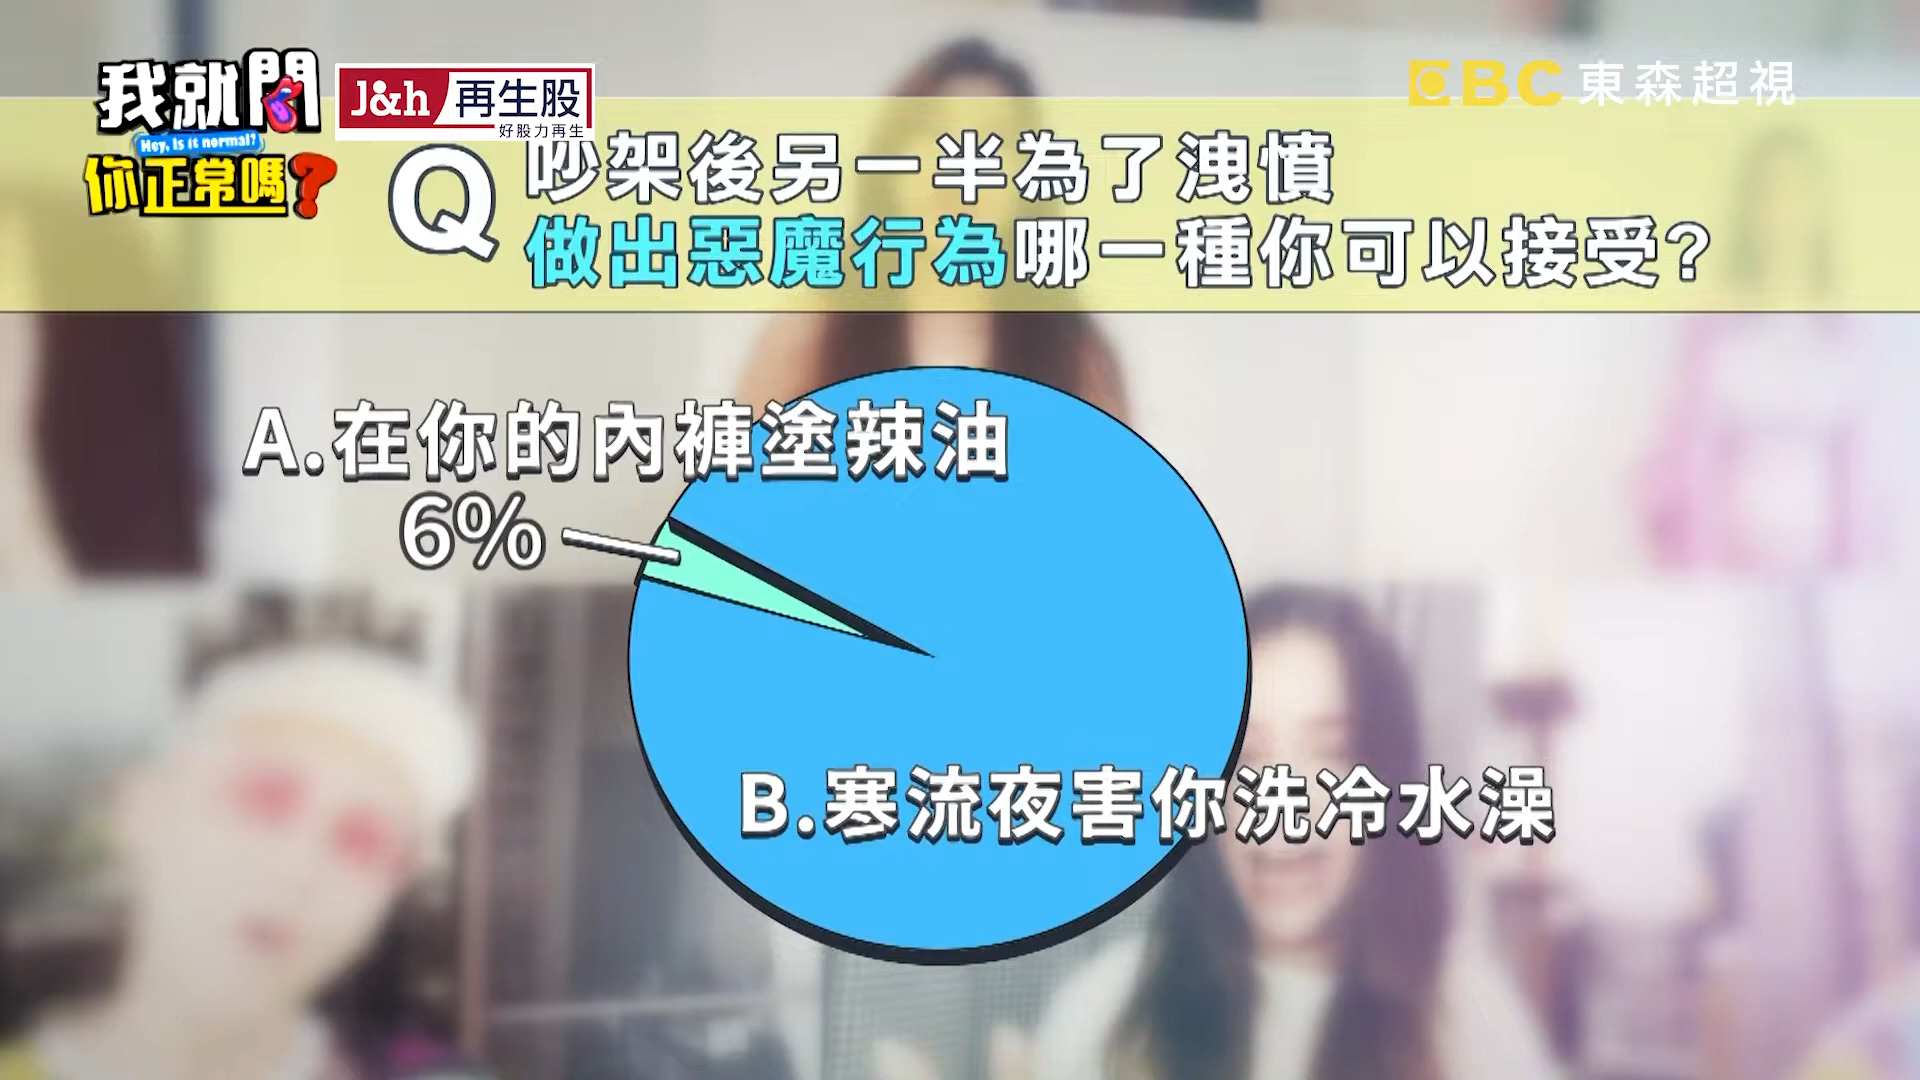 我就問
Hey, is it normal?
你正常嗎?
J&h 再生股
好股力再生
EBC 東森超視
Q 吵架後另一半為了洩憤
做出惡魔行為哪一種你可以接受?
A.在你的內褲塗辣油
6%
B.寒流夜害你洗冷水澡